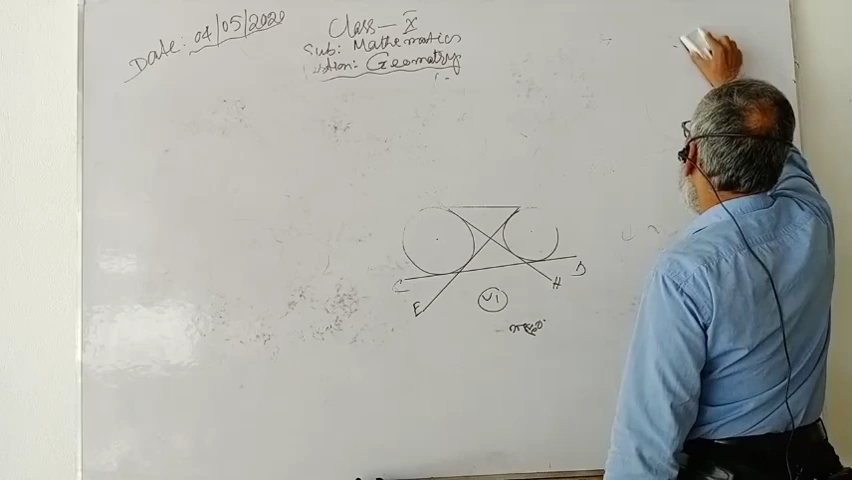 Date: 04/05/2020
Class - X
Sub: Mathematics
Geometry
C
D
E
H
VI